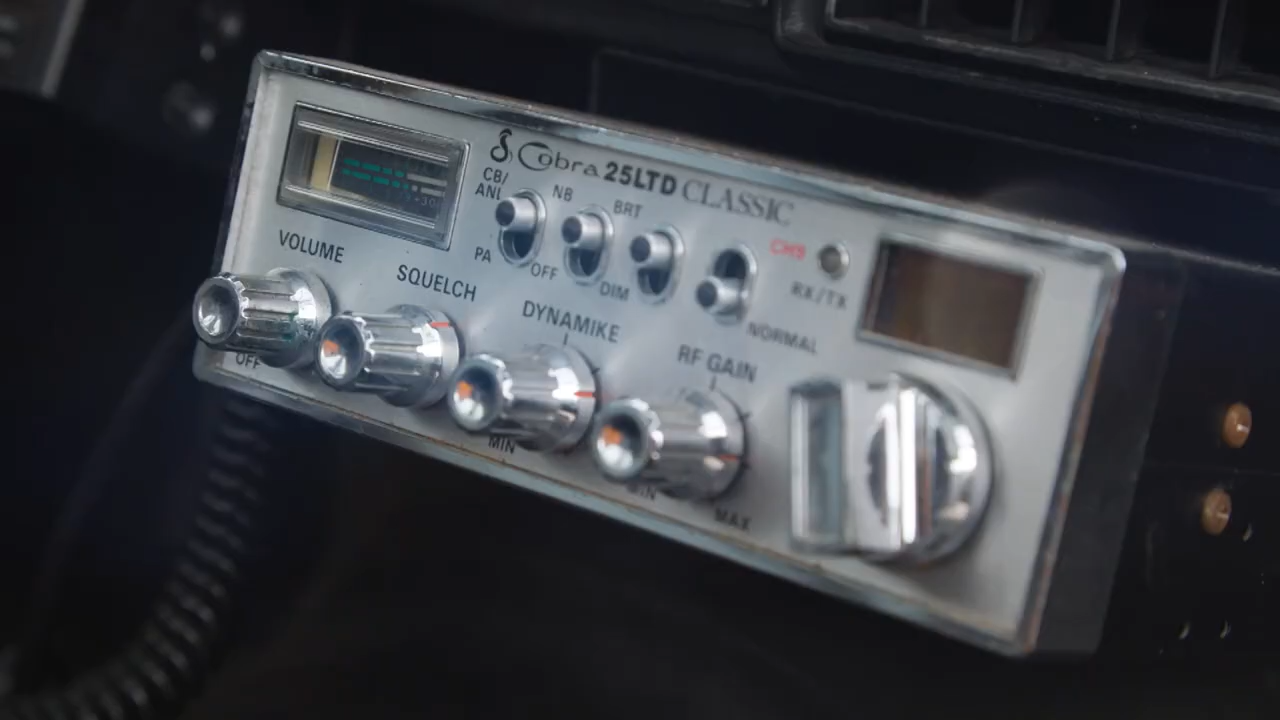 Cobra 25LTD CLASSIC
CB/
ANL
NB
BRT
CH9
PA
OFF
DIM
RX/TX
NORMAL
+30
VOLUME
SQUELCH
DYNAMIKE
RF GAIN
OFF
MIN
MAX